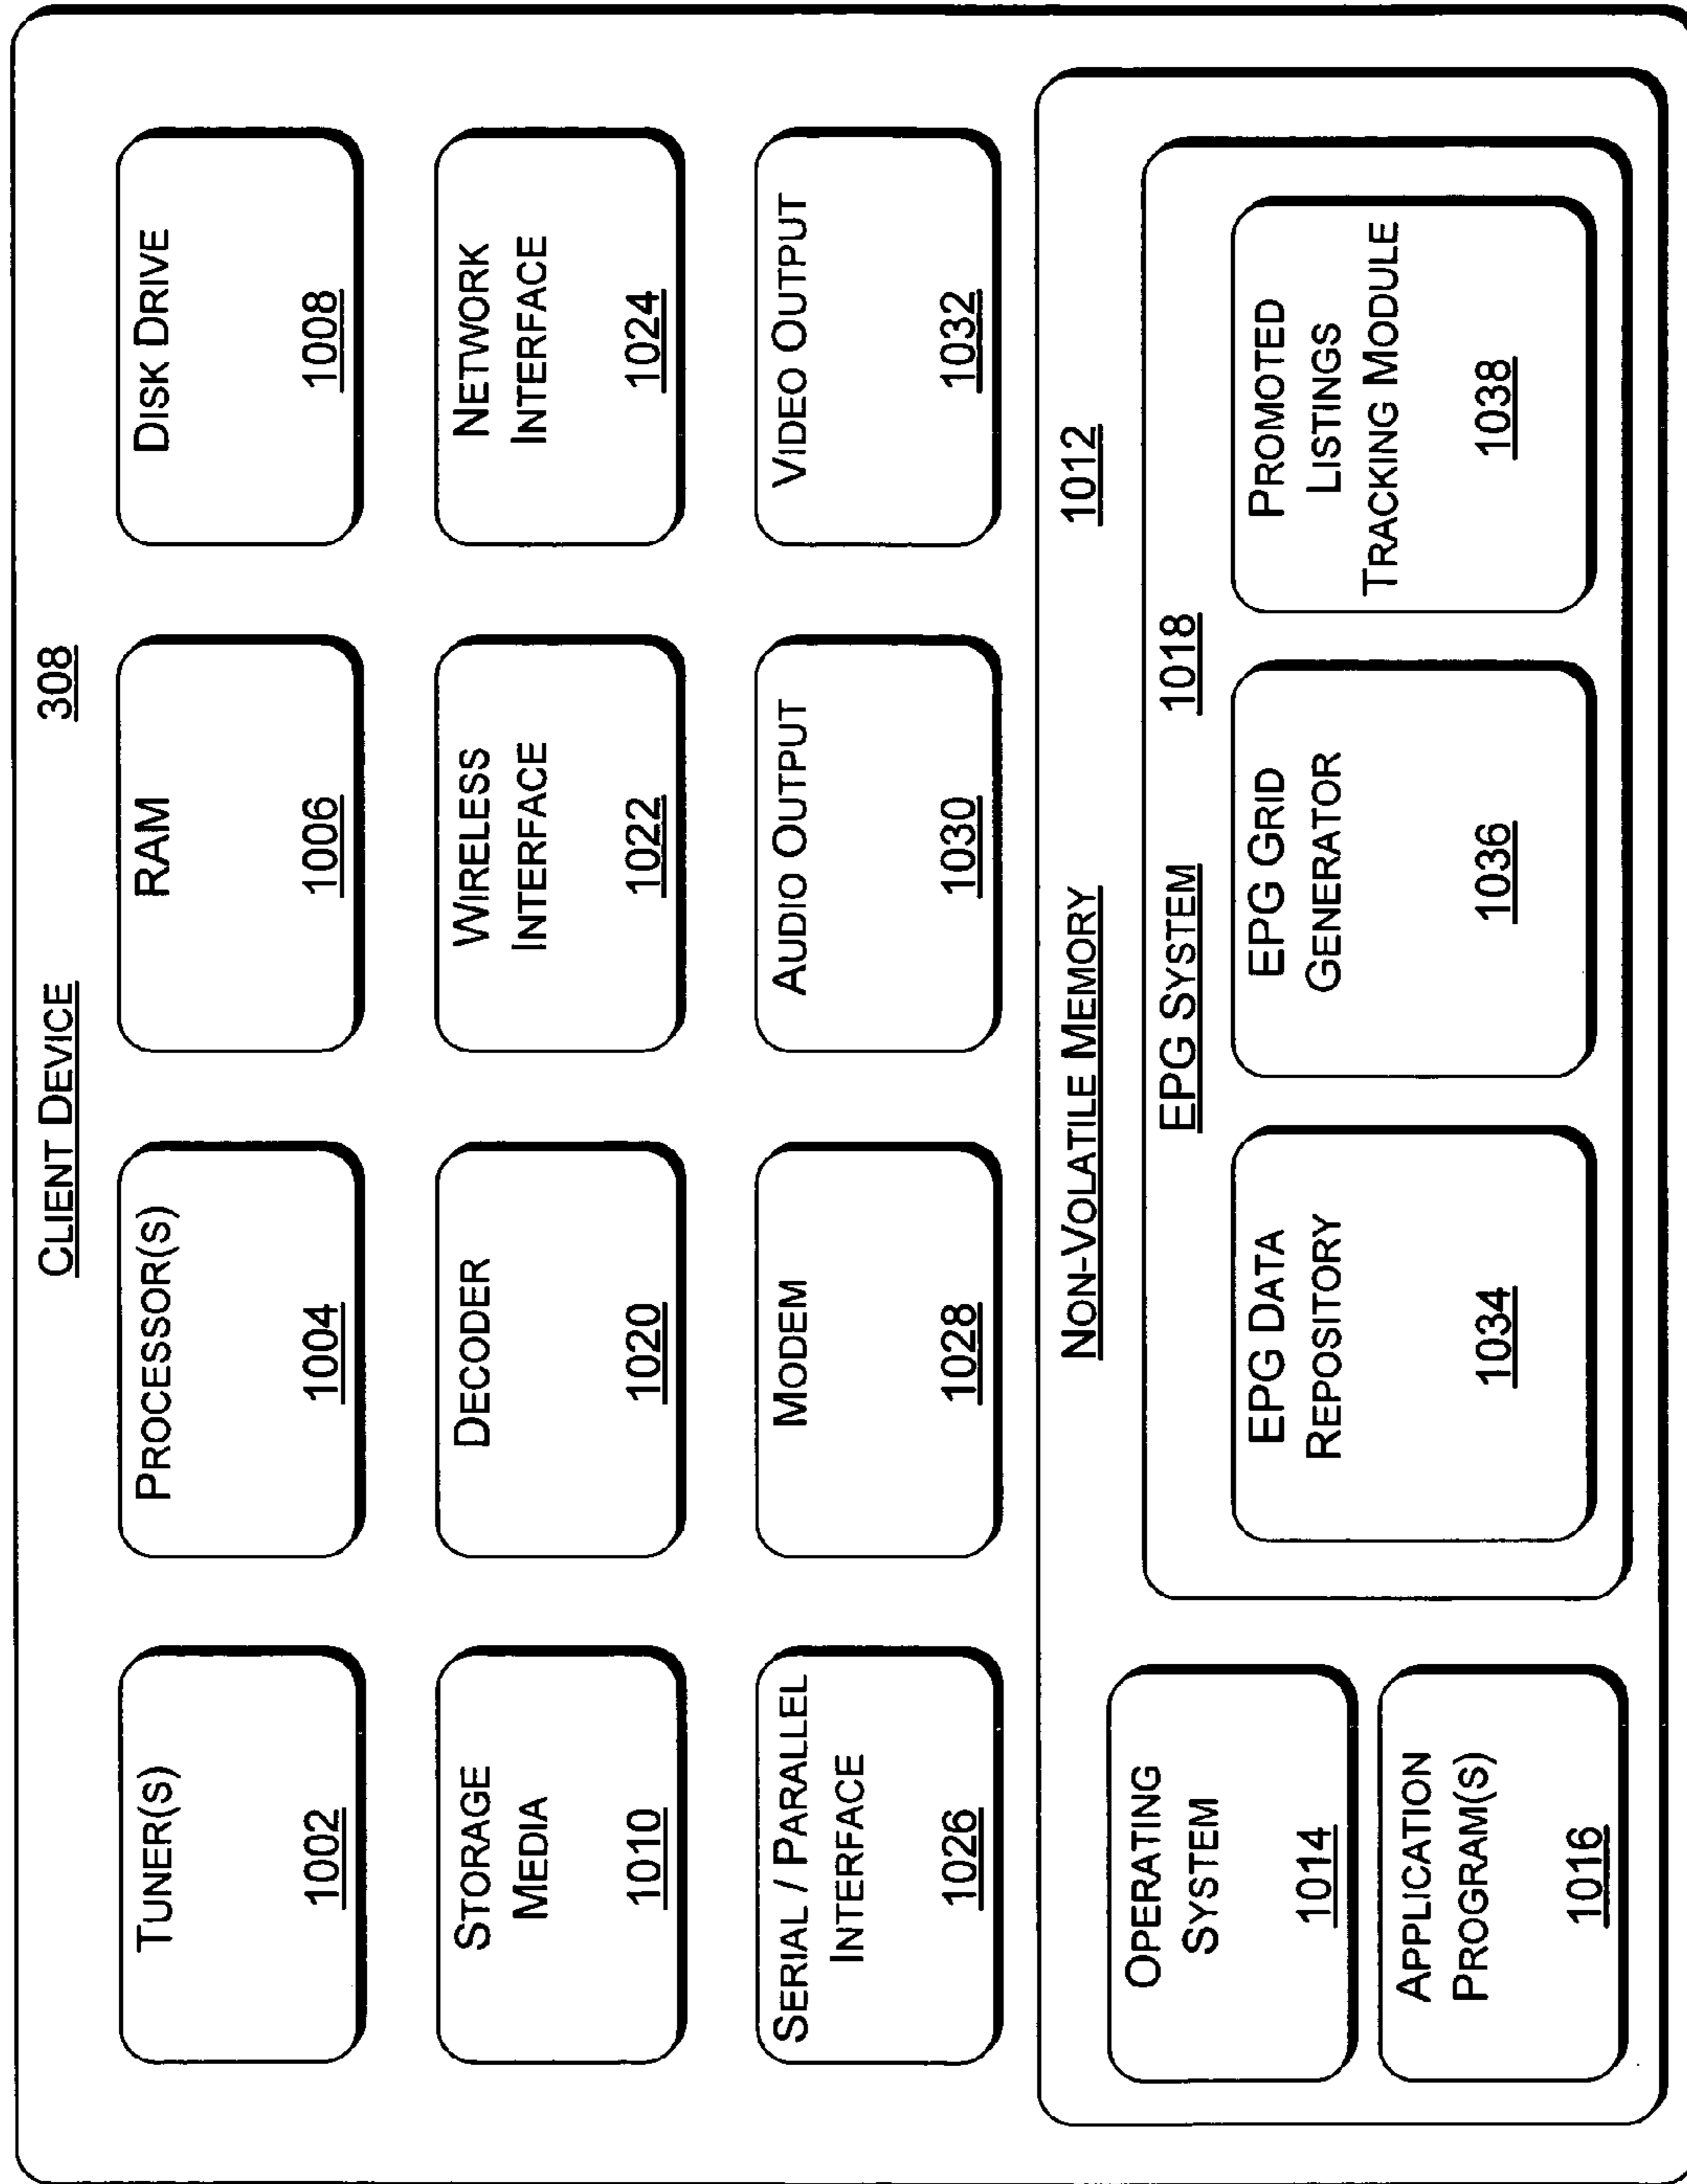 CLIENT DEVICE 308
TUNER(S)
1002
PROCESSOR(S)
1004
RAM
1006
DISK DRIVE
1008
STORAGE
MEDIA
1010
DECODER
1020
WIRELESS
INTERFACE
1022
NETWORK
INTERFACE
1024
SERIAL / PARALLEL
INTERFACE
1026
MODEM
1028
AUDIO OUTPUT
1030
VIDEO OUTPUT
1032
NON-VOLATILE MEMORY 1012
OPERATING
SYSTEM
1014
APPLICATION
PROGRAM(S)
1016
EPG SYSTEM 1018
EPG DATA
REPOSITORY
1034
EPG GRID
GENERATOR
1036
PROMOTED
LISTINGS
TRACKING MODULE
1038